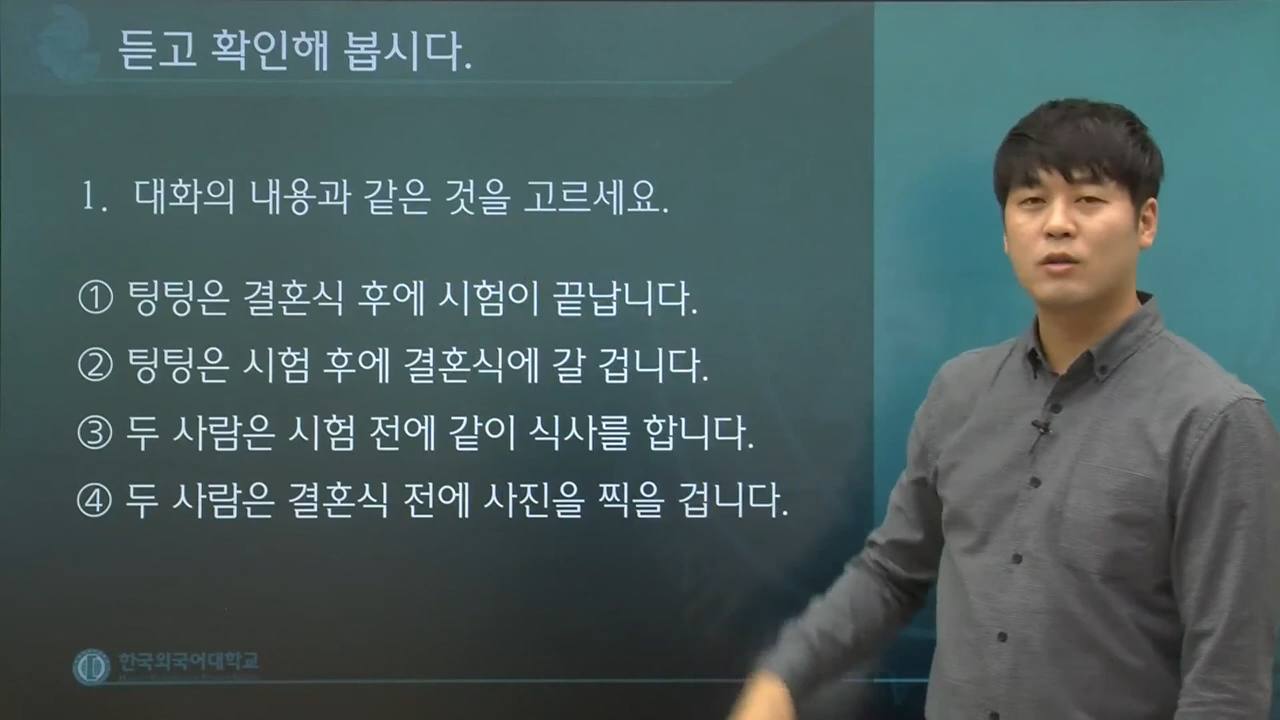 듣고 확인해 봅시다.
1. 대화의 내용과 같은 것을 고르세요.
① 팅팅은 결혼식 후에 시험이 끝납니다.
② 팅팅은 시험 후에 결혼식에 갈 겁니다.
③ 두 사람은 시험 전에 같이 식사를 합니다.
④ 두 사람은 결혼식 전에 사진을 찍을 겁니다.
한국외국어대학교